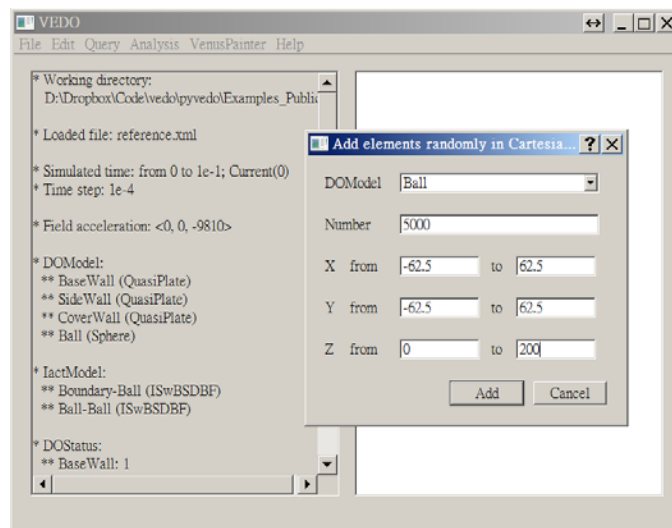 VEDO
File Edit Query Analysis VenusPainter Help
* Working directory:
D:\Dropbox\Code\vedo\pyvedo\Examples_Public
* Loaded file: reference.xml
* Simulated time: from 0 to 1e-1; Current(0)
* Time step: 1e-4
* Field acceleration: <0, 0, -9810>
* DOModel:
** BaseWall (QuasiPlate)
** SideWall (QuasiPlate)
** CoverWall (QuasiPlate)
** Ball (Sphere)
* IactModel:
** Boundary-Ball (ISwBSDBF)
** Ball-Ball (ISwBSDBF)
* DOStatus:
** BaseWall: 1
Add elements randomly in Cartesia...
DOModel Ball
Number 5000
X from -62.5 to 62.5
Y from -62.5 to 62.5
Z from 0 to 200
Add Cancel